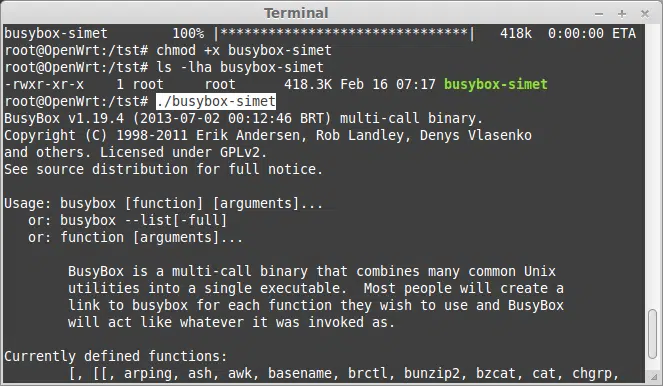 Terminal
busybox-simet        100% |*******************************|   418k  0:00:00 ETA
root@OpenWrt:/tst# chmod +x busybox-simet
root@OpenWrt:/tst# ls -lha busybox-simet
-rwxr-xr-x    1 root     root      418.3K Feb 16 07:17 busybox-simet
root@OpenWrt:/tst# ./busybox-simet
BusyBox v1.19.4 (2013-07-02 00:12:46 BRT) multi-call binary.
Copyright (C) 1998-2011 Erik Andersen, Rob Landley, Denys Vlasenko
and others. Licensed under GPLv2.
See source distribution for full notice.

Usage: busybox [function] [arguments]...
   or: busybox --list[-full]
   or: function [arguments]...

        BusyBox is a multi-call binary that combines many common Unix
        utilities into a single executable.  Most people will create a
        link to busybox for each function they wish to use and BusyBox
        will act like whatever it was invoked as.

Currently defined functions:
        [, [[, arping, ash, awk, basename, brctl, bunzip2, bzcat, cat, chgrp,